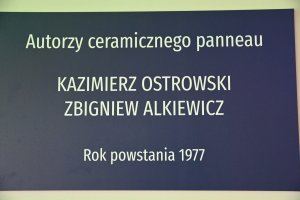 Autorzy ceramicznego panneau
KAZIMIERZ OSTROWSKI
ZBIGNIEW ALKIEWICZ
Rok powstania 1977